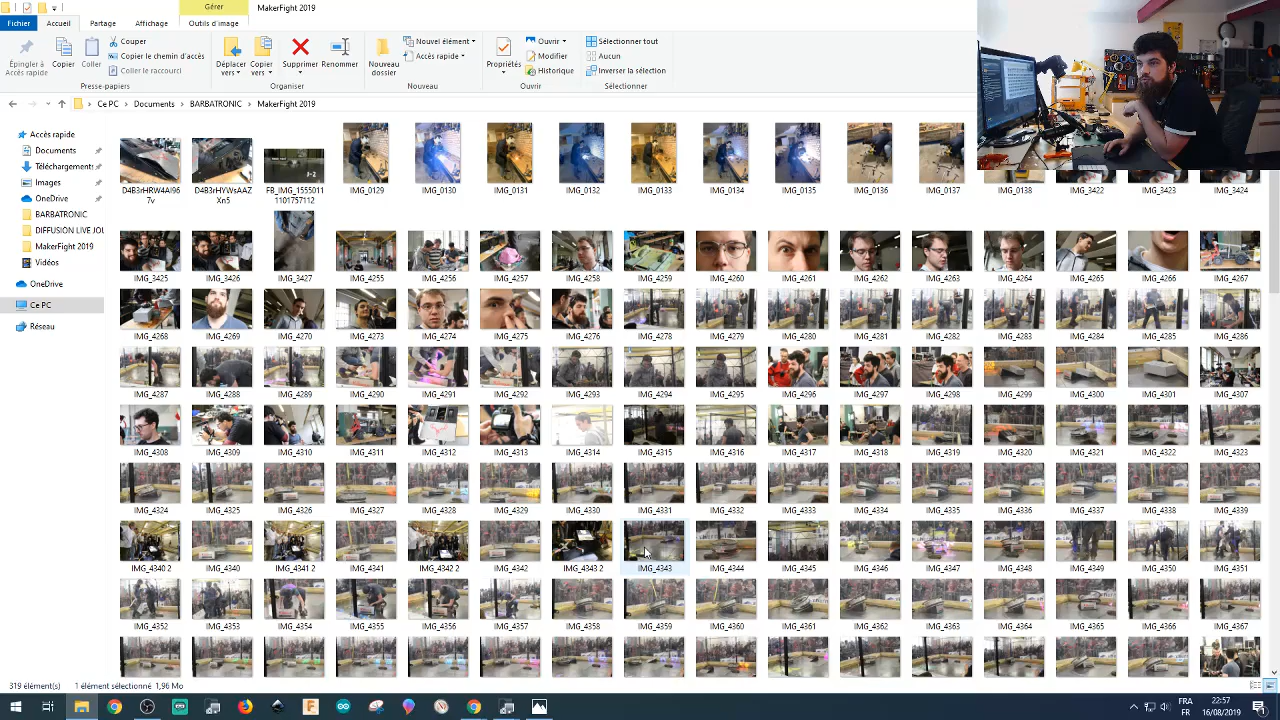 Gérer MakerFight 2019
Fichier Accueil Partage Affichage Outils d'image
Épingler à Accès rapide
Copier
Coller
Couper
Copier le chemin d'accès
Coller le raccourci
Presse-papiers
Déplacer vers
Copier vers
Supprimer
Renommer
Organiser
Nouveau dossier
Nouvel élément
Accès rapide
Nouveau
Propriétés
Ouvrir
Modifier
Historique
Ouvrir
Sélectionner tout
Aucun
Inverser la sélection
Sélectionner
Ce PC > Documents > BARBATRONIC > MakerFight 2019
Accès rapide
Documents
Téléchargements
Images
OneDrive
BARBATRONIC
DIFFUSION LIVE JOU
MakerFight 2019
Vidéos
OneDrive
Ce PC
Réseau
D4B3rHRW4AI967v D4B3rHYWsAAZXn5 FB_IMG_15550111101757112 IMG_0129 IMG_0130 IMG_0131 IMG_0132 IMG_0133 IMG_0134 IMG_0135 IMG_0136 IMG_0137 IMG_0138 IMG_3422 IMG_3423 IMG_3424
IMG_3425 IMG_3426 IMG_3427 IMG_4255 IMG_4256 IMG_4257 IMG_4258 IMG_4259 IMG_4260 IMG_4261 IMG_4262 IMG_4263 IMG_4264 IMG_4265 IMG_4266 IMG_4267
IMG_4268 IMG_4269 IMG_4270 IMG_4273 IMG_4274 IMG_4275 IMG_4276 IMG_4278 IMG_4279 IMG_4280 IMG_4281 IMG_4282 IMG_4283 IMG_4284 IMG_4285 IMG_4286
IMG_4287 IMG_4288 IMG_4289 IMG_4290 IMG_4291 IMG_4292 IMG_4293 IMG_4294 IMG_4295 IMG_4296 IMG_4297 IMG_4298 IMG_4299 IMG_4300 IMG_4301 IMG_4307
IMG_4308 IMG_4309 IMG_4310 IMG_4311 IMG_4312 IMG_4313 IMG_4314 IMG_4315 IMG_4316 IMG_4317 IMG_4318 IMG_4319 IMG_4320 IMG_4321 IMG_4322 IMG_4323
IMG_4324 IMG_4325 IMG_4326 IMG_4327 IMG_4328 IMG_4329 IMG_4330 IMG_4331 IMG_4332 IMG_4333 IMG_4334 IMG_4335 IMG_4336 IMG_4337 IMG_4338 IMG_4339
IMG_4340 2 IMG_4340 IMG_4341 2 IMG_4341 IMG_4342 2 IMG_4342 IMG_4343 2 IMG_4343 IMG_4344 IMG_4345 IMG_4346 IMG_4347 IMG_4348 IMG_4349 IMG_4350 IMG_4351
IMG_4352 IMG_4353 IMG_4354 IMG_4355 IMG_4356 IMG_4357 IMG_4358 IMG_4359 IMG_4360 IMG_4361 IMG_4362 IMG_4363 IMG_4364 IMG_4365 IMG_4366 IMG_4367
319 élément(s) 1 élément sélectionné 1,96 Mo
FRA 22:57
FR 16/08/2019